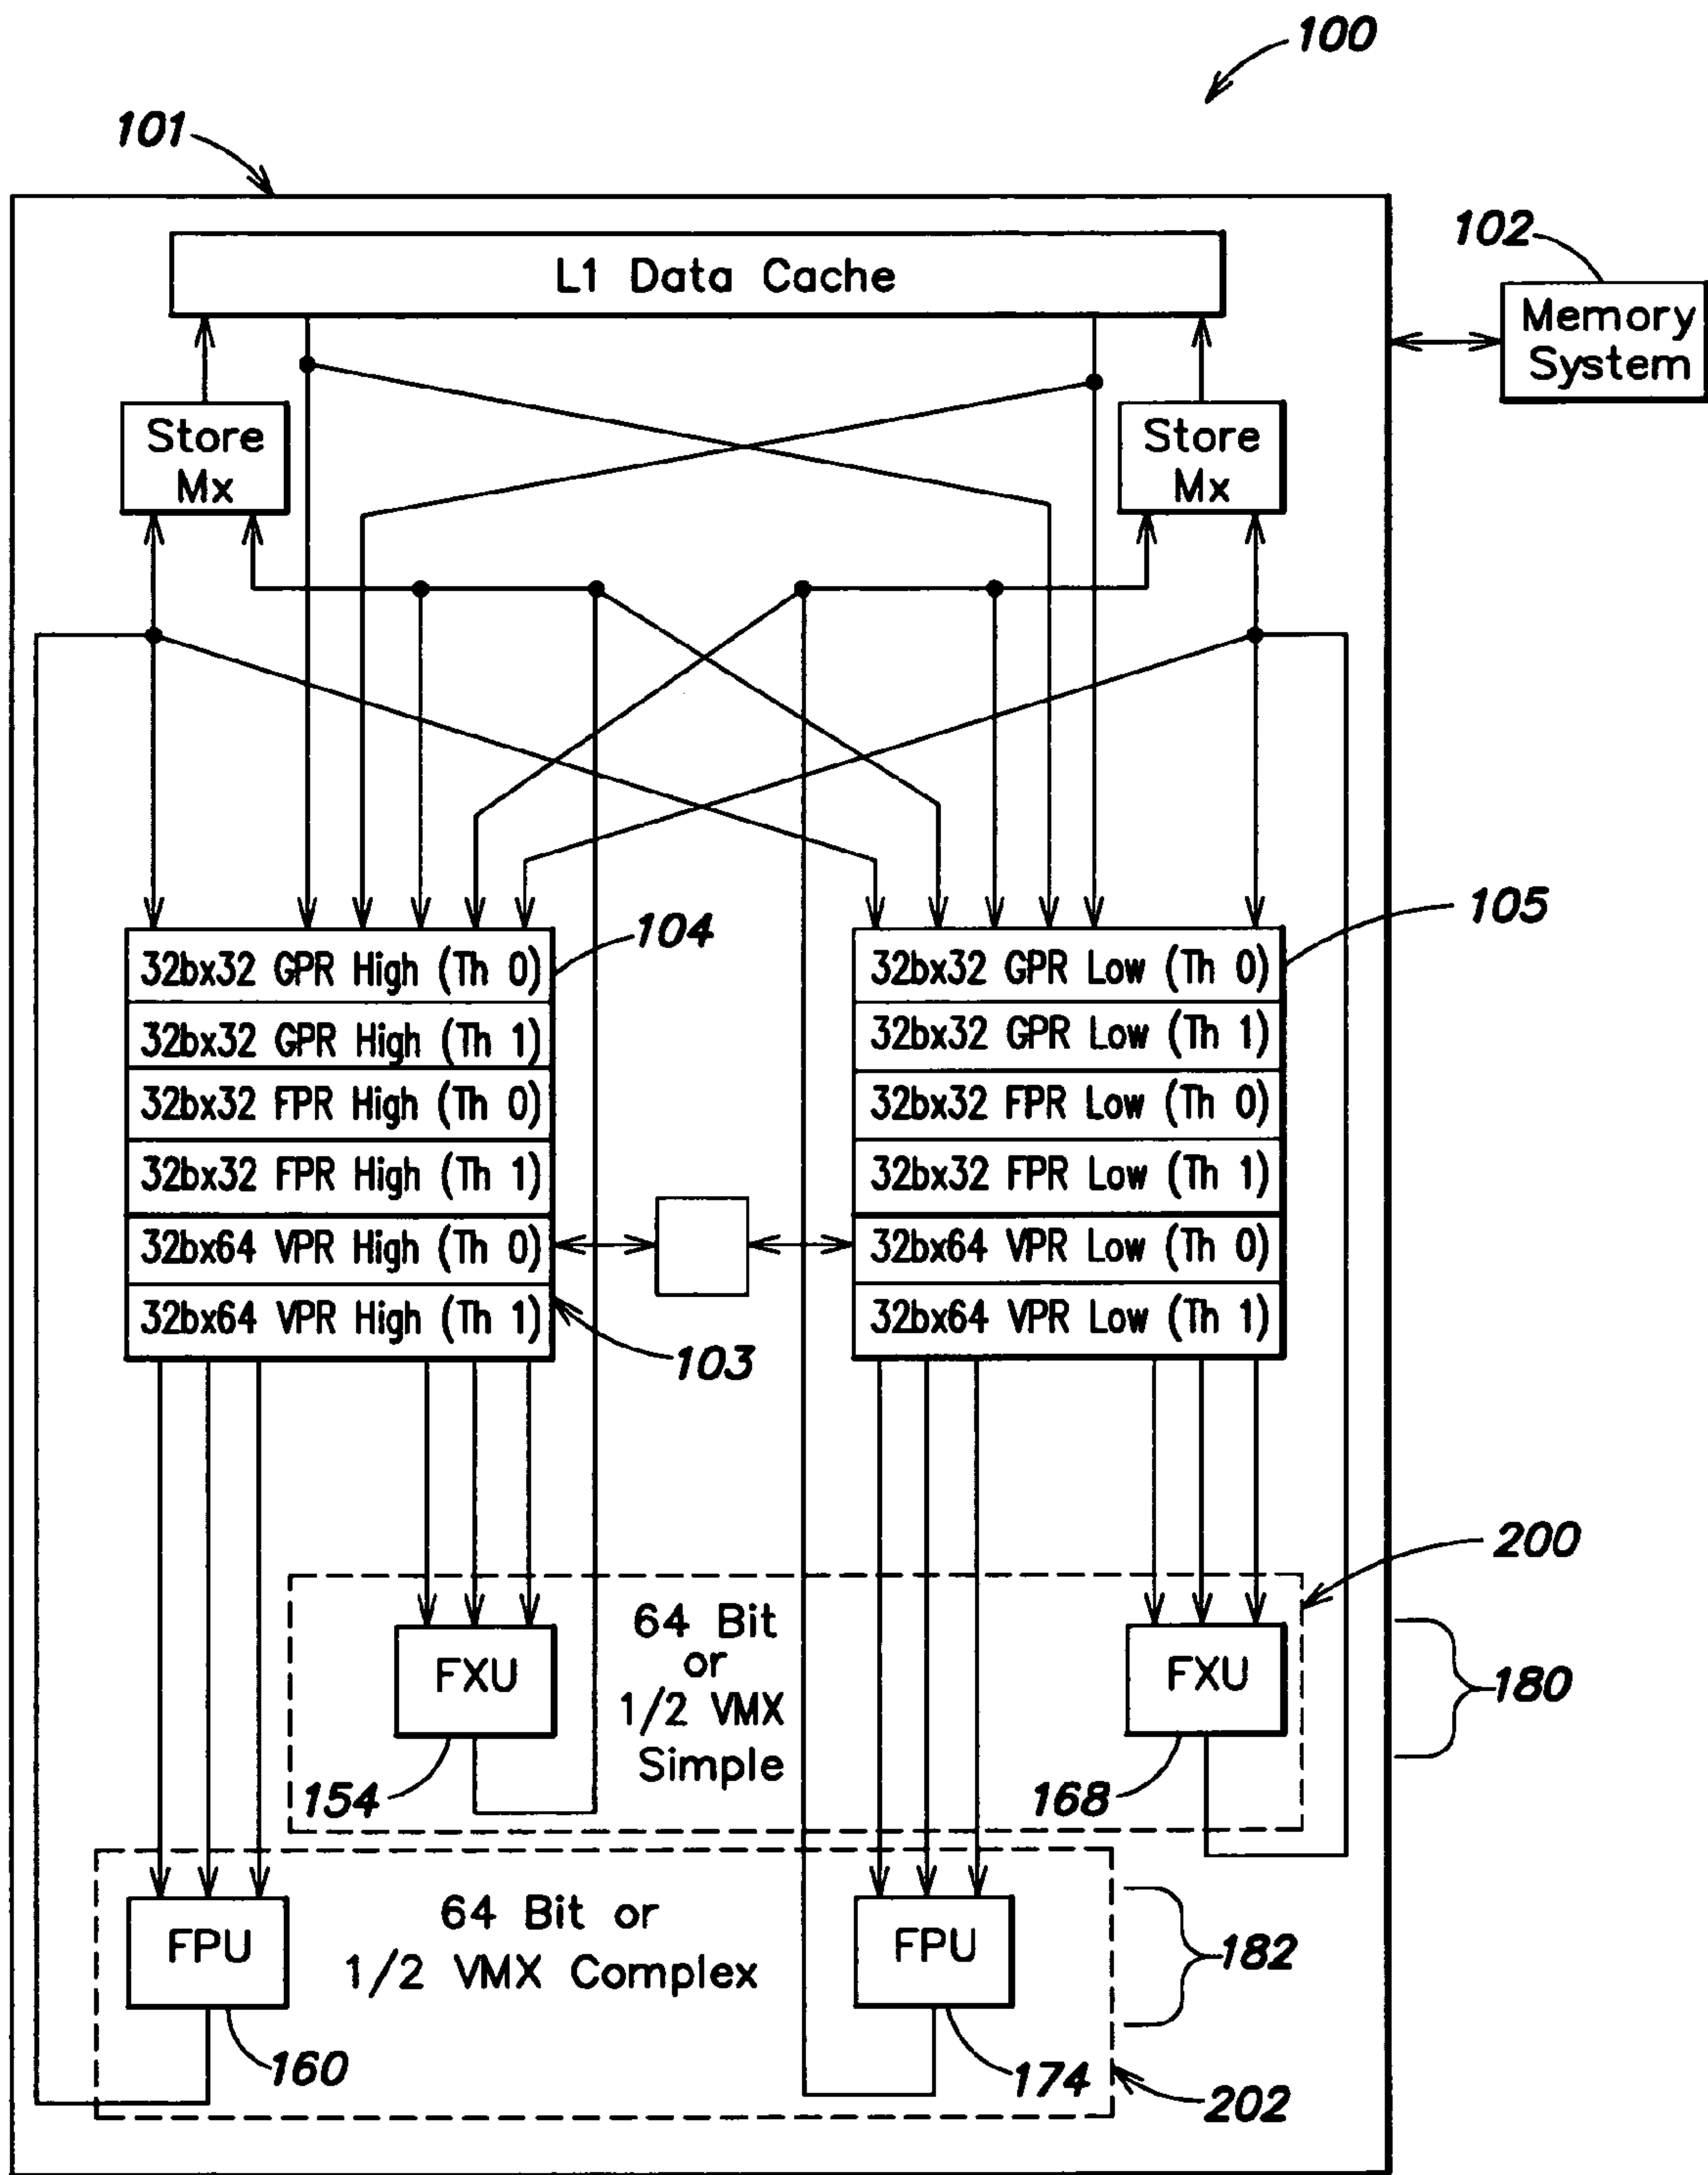 100
101
102
L1 Data Cache
Memory
System
Store
Mx
Store
Mx
104
105
32bx32 GPR High (Th 0)
32bx32 GPR High (Th 1)
32bx32 FPR High (Th 0)
32bx32 FPR High (Th 1)
32bx64 VPR High (Th 0)
32bx64 VPR High (Th 1)
32bx32 GPR Low (Th 0)
32bx32 GPR Low (Th 1)
32bx32 FPR Low (Th 0)
32bx32 FPR Low (Th 1)
32bx64 VPR Low (Th 0)
32bx64 VPR Low (Th 1)
103
200
64 Bit
or
1/2 VMX
Simple
FXU
FXU
180
154
168
64 Bit or
1/2 VMX Complex
FPU
FPU
182
160
174
202